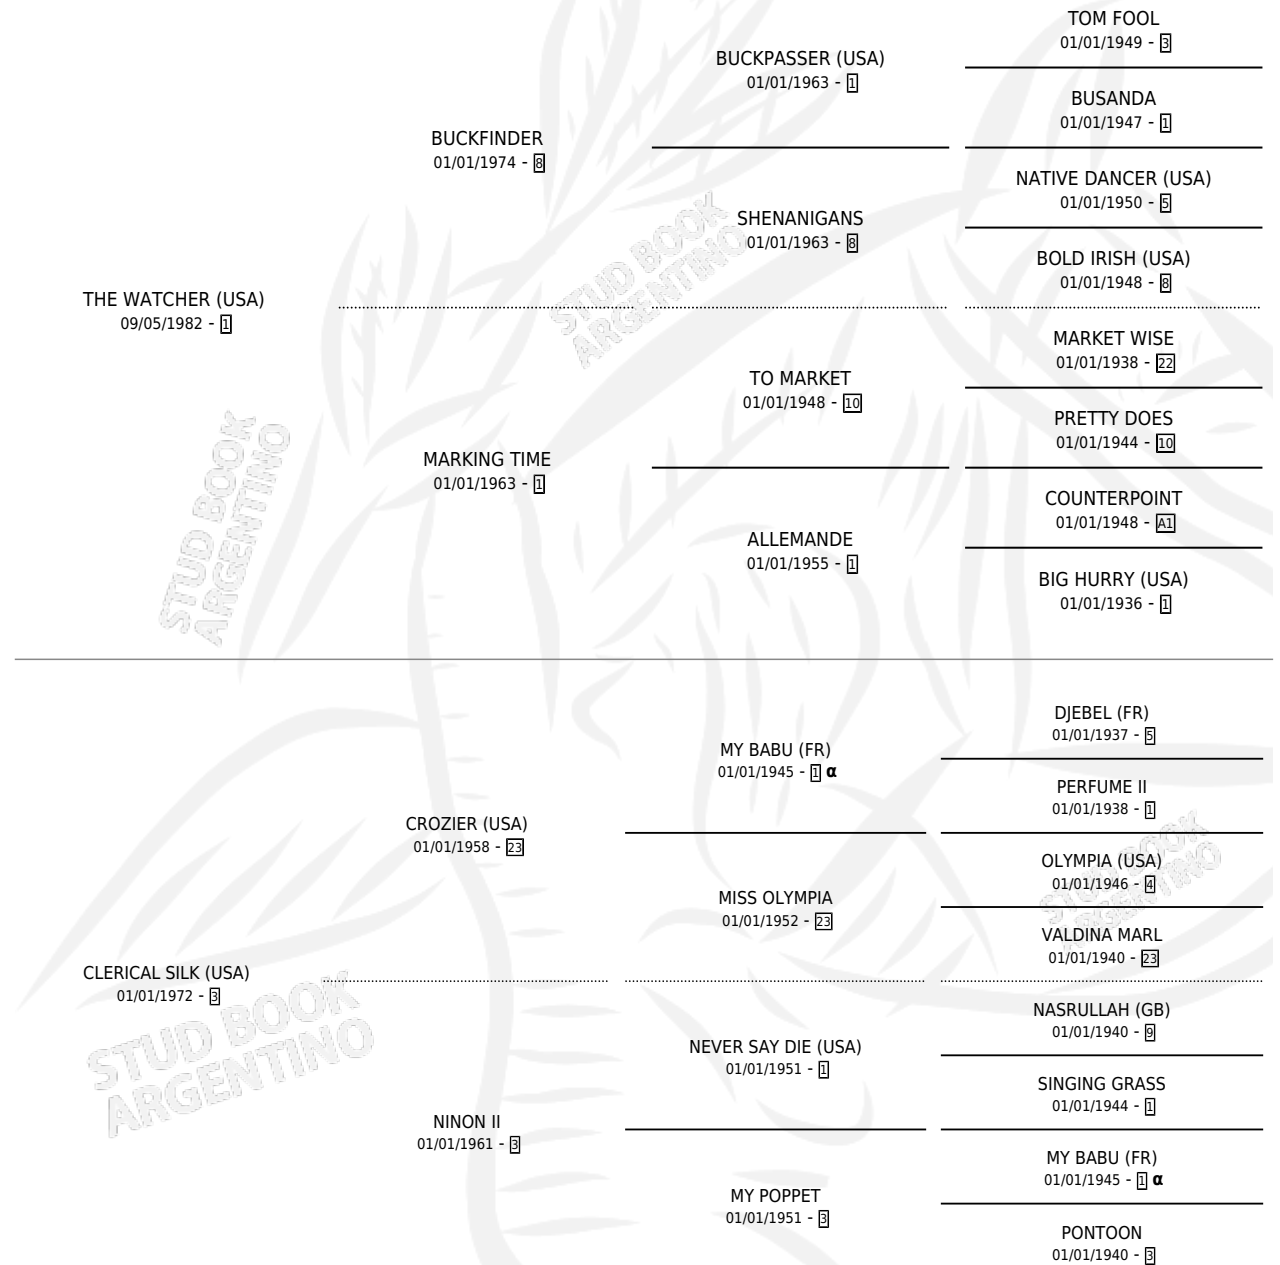 TOM FOOL
01/01/1949 - 3
BUCKPASSER (USA)
01/01/1963 - 1
BUSANDA
01/01/1947 - 1
BUCKFINDER
01/01/1974 - 8
NATIVE DANCER (USA)
01/01/1950 - 5
SHENANIGANS
01/01/1963 - 8
BOLD IRISH (USA)
01/01/1948 - 8
THE WATCHER (USA)
09/05/1982 - 1
MARKET WISE
01/01/1938 - 22
TO MARKET
01/01/1948 - 10
PRETTY DOES
01/01/1944 - 10
MARKING TIME
01/01/1963 - 1
COUNTERPOINT
01/01/1948 - A1
ALLEMANDE
01/01/1955 - 1
BIG HURRY (USA)
01/01/1936 - 1
DJEBEL (FR)
01/01/1937 - 5
MY BABU (FR)
01/01/1945 - 1 α
PERFUME II
01/01/1938 - 1
CROZIER (USA)
01/01/1958 - 23
OLYMPIA (USA)
01/01/1946 - 4
MISS OLYMPIA
01/01/1952 - 23
VALDINA MARL
01/01/1940 - 23
CLERICAL SILK (USA)
01/01/1972 - 3
NASRULLAH (GB)
01/01/1940 - 9
NEVER SAY DIE (USA)
01/01/1951 - 1
SINGING GRASS
01/01/1944 - 1
NINON II
01/01/1961 - 3
MY BABU (FR)
01/01/1945 - 1 α
MY POPPET
01/01/1951 - 3
PONTOON
01/01/1940 - 3
STUD BOOK
ARGENTINO
STUD BOOK
ARGENTINO
STUD BOOK
ARGENTINO
STUD BOOK
ARGENTINO